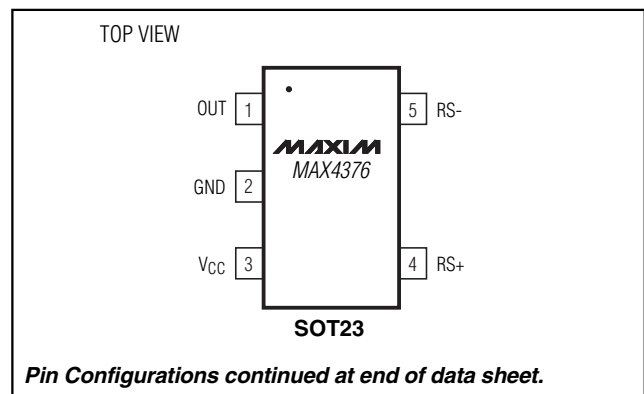 TOP VIEW
OUT 1 5 RS-
MAXIM
MAX4376
GND 2
VCC 3 4 RS+
SOT23
Pin Configurations continued at end of data sheet.